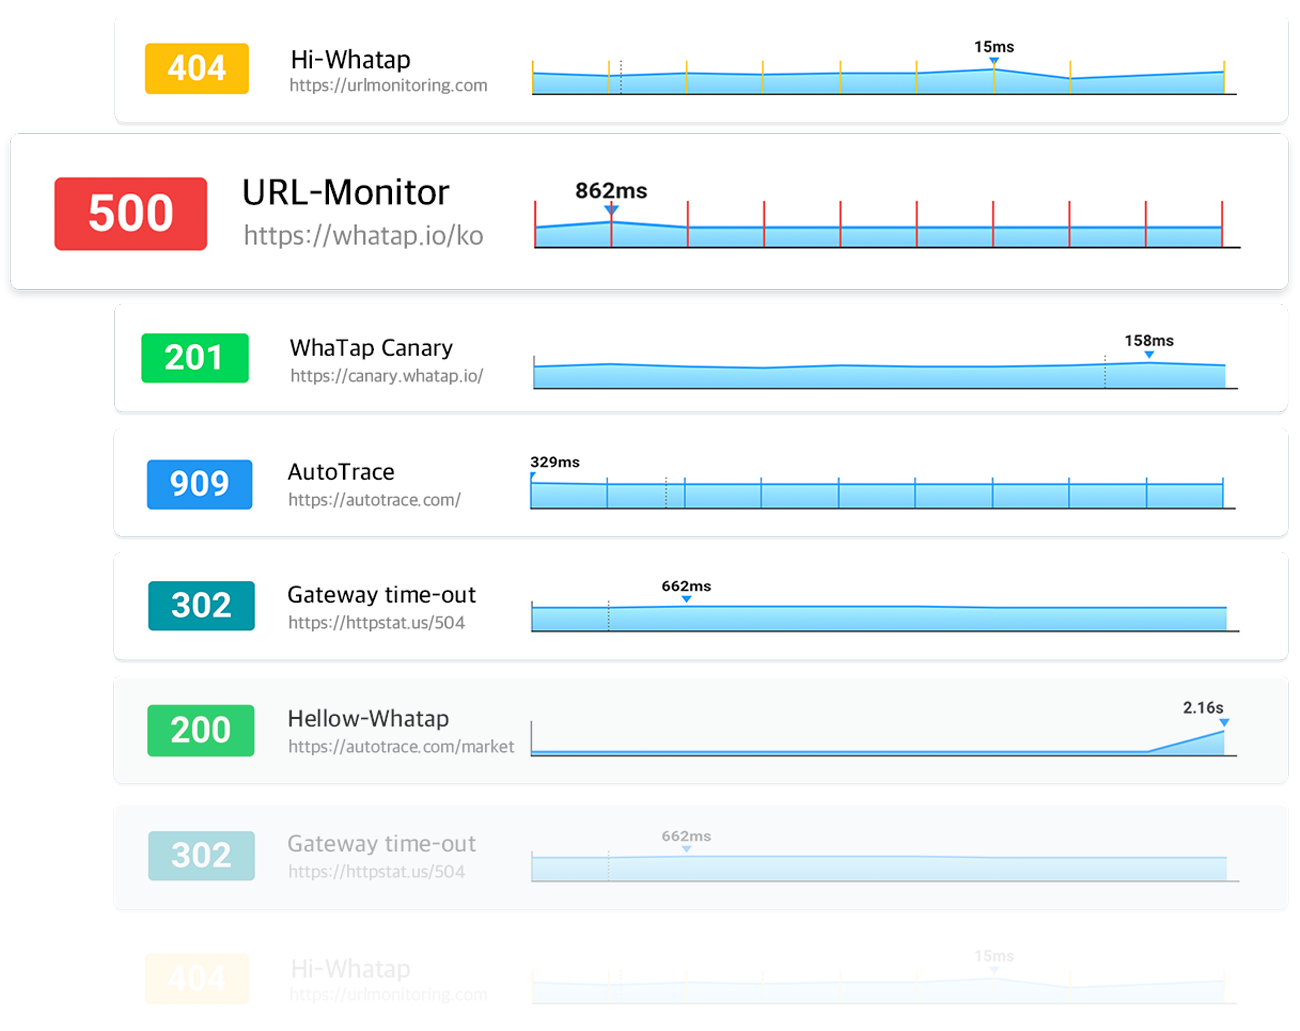 15ms
404
Hi-Whatap
https://urlmonitoring.com
862ms
500
URL-Monitor
https://whatap.io/ko
158ms
201
WhaTap Canary
https://canary.whatap.io/
329ms
909
AutoTrace
https://autotrace.com/
662ms
302
Gateway time-out
https://httpstat.us/504
2.16s
200
Hellow-Whatap
https://autotrace.com/market
662ms
302
Gateway time-out
https://httpstat.us/504
15ms
404
Hi-Whatap
https://urlmonitoring.com